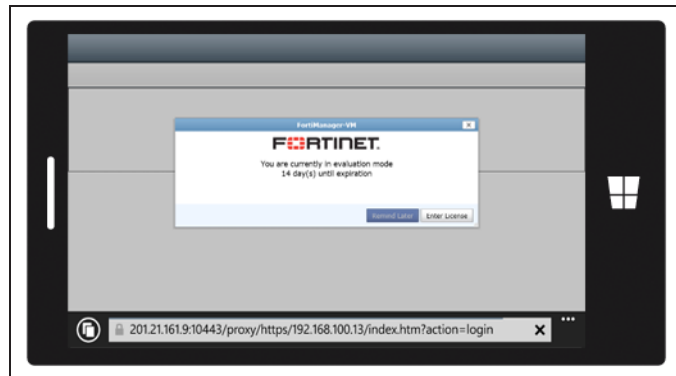 FortiManager-VM
FORTINET.
You are currently in evaluation mode
14 day(s) until expiration
Remind Later Enter License
201.21.161.9:10443/proxy/https/192.168.100.13/index.htm?action=login